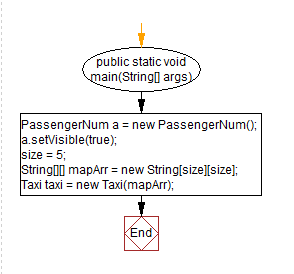 public static void
main(String[] args)
PassengerNum a = new PassengerNum();
a.setVisible(true);
size = 5;
String[][] mapArr = new String[size][size];
Taxi taxi = new Taxi(mapArr);
End